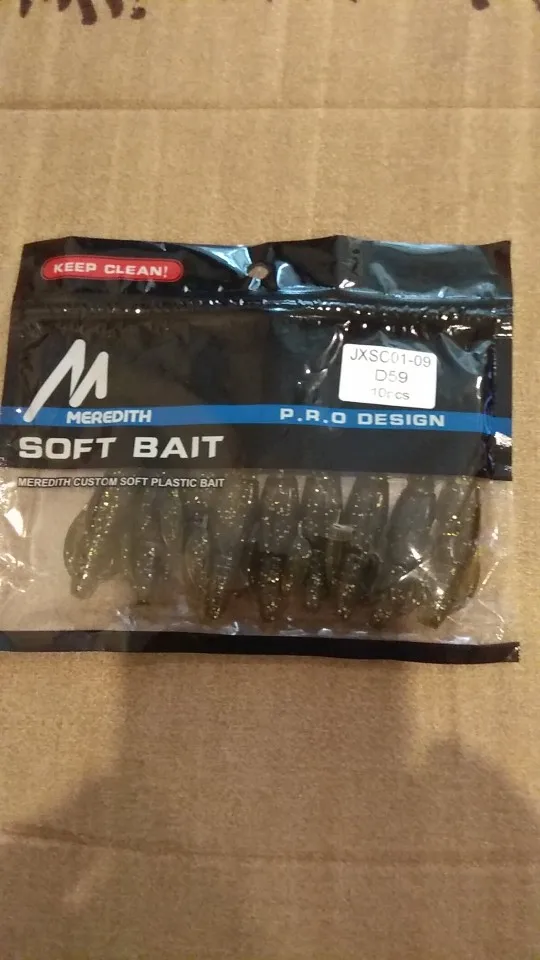 KEEP CLEAN!
JXSC01-09
D59
10pcs
MEREDITH
P.R.O DESIGN
SOFT BAIT
MEREDITH CUSTOM SOFT PLASTIC BAIT